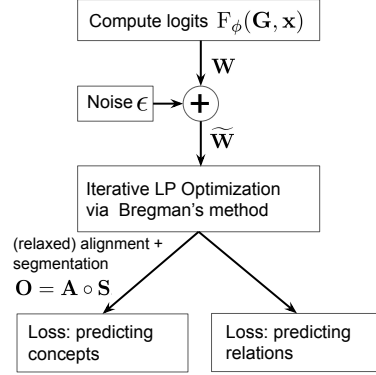 Compute logits F_ϕ(G, x)
W
Noise ϵ
+
W̃
Iterative LP Optimization
via Bregman's method
(relaxed) alignment +
segmentation
O = A ∘ S
Loss: predicting
concepts
Loss: predicting
relations